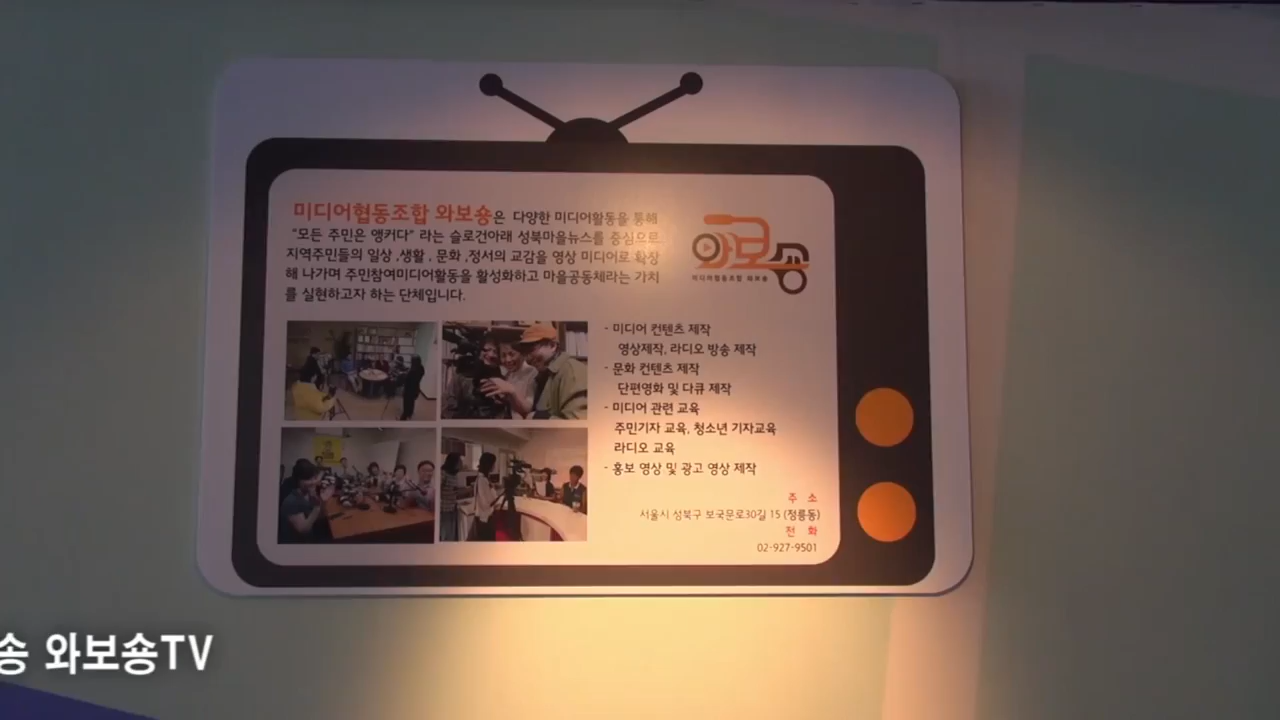 미디어협동조합 와보숑은 다양한 미디어활동을 통해
"모든 주민은 앵커다" 라는 슬로건아래 성북마을뉴스를 중심으로
지역주민들의 일상 ,생활 , 문화 ,정서의 교감을 영상 미디어로 확장
해 나가며 주민참여미디어활동을 활성화하고 마을공동체라는 가치
를 실현하고자 하는 단체입니다.
와보숑
미디어협동조합 와보숑
- 미디어 컨텐츠 제작
영상제작, 라디오 방송 제작
- 문화 컨텐츠 제작
단편영화 및 다큐 제작
- 미디어 관련 교육
주민기자 교육, 청소년 기자교육
라디오 교육
- 홍보 영상 및 광고 영상 제작
주 소
서울시 성북구 보국문로30길 15 (정릉동)
전 화
02-927-9501
송 와보숑TV